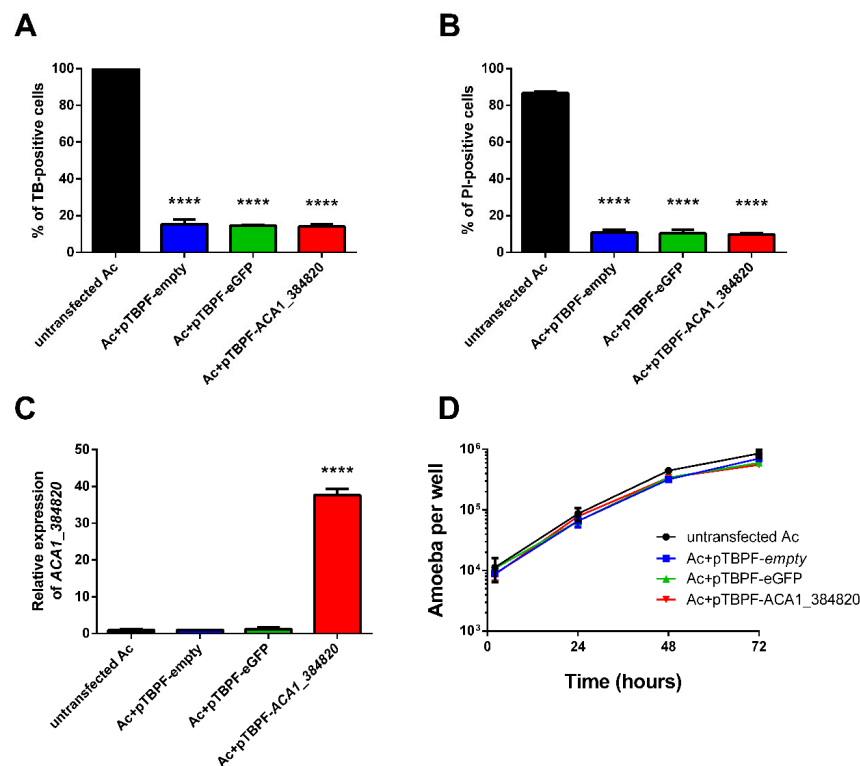 A
% of TB-positive cells
100
80
60
40
20
0
****
****
****
untransfected Ac
Ac+pTBPF-empty
Ac+pTBPF-eGFP
Ac+pTBPF-ACA1_384820
B
% of PI-positive cells
100
80
60
40
20
0
****
****
****
untransfected Ac
Ac+pTBPF-empty
Ac+pTBPF-eGFP
Ac+pTBPF-ACA1_384820
C
Relative expression
of ACA1_384820
50
40
30
20
10
0
****
untransfected Ac
Ac+pTBPF-empty
Ac+pTBPF-eGFP
Ac+pTBPF-ACA1_384820
D
Amoeba per well
10⁶
10⁵
10⁴
10³
0
24
48
72
Time (hours)
untransfected Ac
Ac+pTBPF-empty
Ac+pTBPF-eGFP
Ac+pTBPF-ACA1_384820